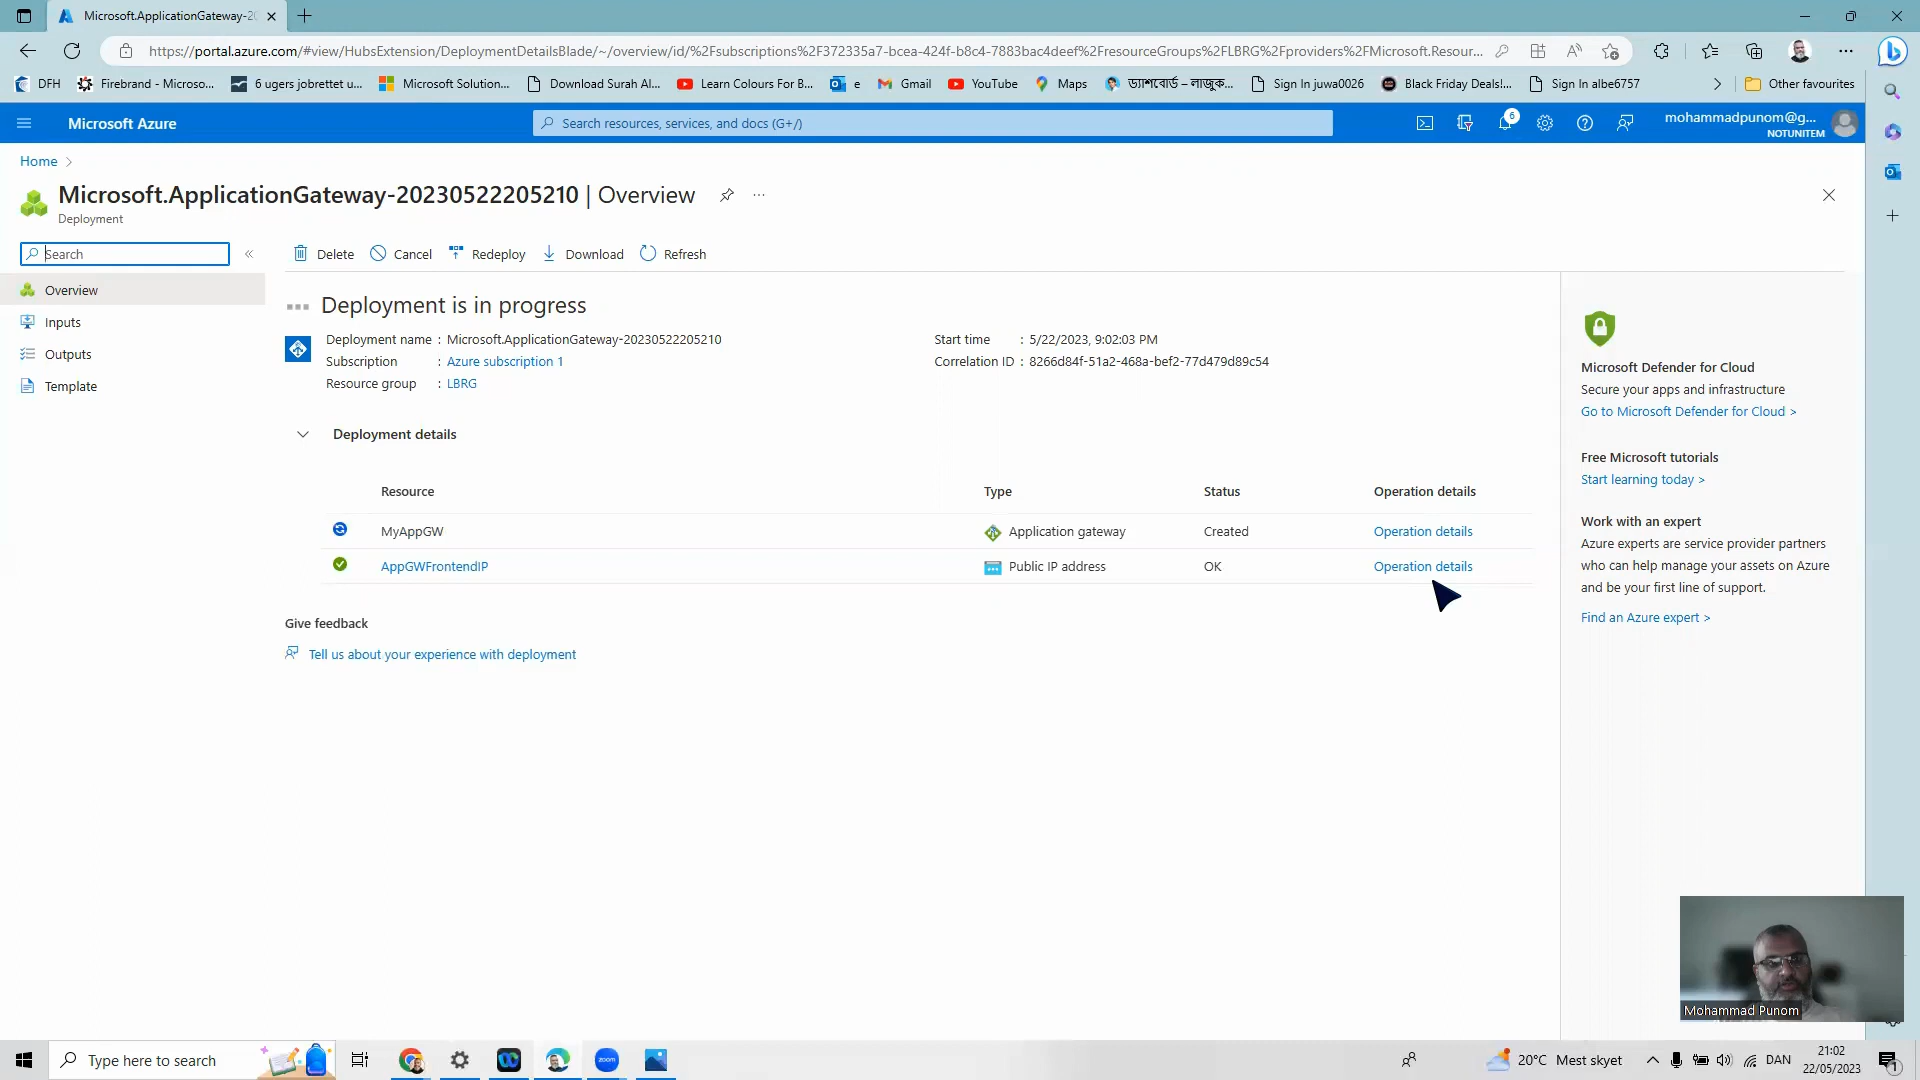 Microsoft.ApplicationGateway-20
https://portal.azure.com/#view/HubsExtension/DeploymentDetailsBlade/~/overview/id/%2Fsubscriptions%2F372335a7-bcea-424f-b8c4-7883bac4deef%2FresourceGroups%2FLBRG%2Fproviders%2FMicrosoft.Resour...
DFH
Firebrand - Microso...
6 ugers jobrettet u...
Microsoft Solution...
Download Surah Al...
Learn Colours For B...
e
Gmail
YouTube
Maps
ড্যাশবোর্ড – লাজুক...
Sign In juwa0026
Black Friday Deals!...
Sign In albe6757
Other favourites
Microsoft Azure
Search resources, services, and docs (G+/)
6
mohammadpunom@g...
NOTUNITEM
Home
Microsoft.ApplicationGateway-20230522205210 | Overview
Deployment
Search
Delete
Cancel
Redeploy
Download
Refresh
Overview
Inputs
Outputs
Template
Deployment is in progress
Deployment name : Microsoft.ApplicationGateway-20230522205210
Subscription : Azure subscription 1
Resource group : LBRG
Start time : 5/22/2023, 9:02:03 PM
Correlation ID : 8266d84f-51a2-468a-bef2-77d479d89c54
Deployment details
Resource Type Status Operation details
MyAppGW Application gateway Created Operation details
AppGWFrontendIP Public IP address OK Operation details
Give feedback
Tell us about your experience with deployment
Microsoft Defender for Cloud
Secure your apps and infrastructure
Go to Microsoft Defender for Cloud >
Free Microsoft tutorials
Start learning today >
Work with an expert
Azure experts are service provider partners
who can help manage your assets on Azure
and be your first line of support.
Find an Azure expert >
Mohammad Punom
Type here to search
zoom
20°C Mest skyet
DAN
21:02
22/05/2023
1